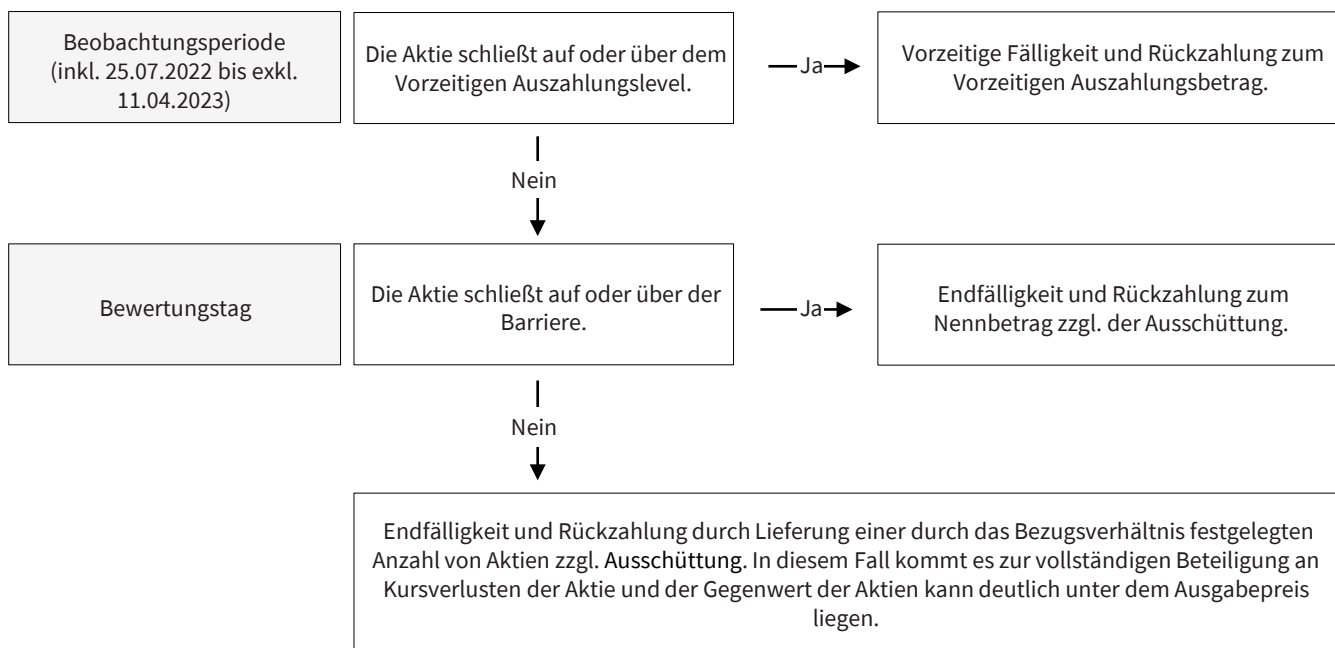 Beobachtungsperiode
(inkl. 25.07.2022 bis exkl.
11.04.2023)
Die Aktie schließt auf oder über dem
Vorzeitigen Auszahlungslevel.
Ja
Vorzeitige Fälligkeit und Rückzahlung zum
Vorzeitigen Auszahlungsbetrag.
Nein
Bewertungstag
Die Aktie schließt auf oder über der
Barriere.
Ja
Endfälligkeit und Rückzahlung zum
Nennbetrag zzgl. der Ausschüttung.
Nein
Endfälligkeit und Rückzahlung durch Lieferung einer durch das Bezugsverhältnis festgelegten
Anzahl von Aktien zzgl. Ausschüttung. In diesem Fall kommt es zur vollständigen Beteiligung an
Kursverlusten der Aktie und der Gegenwert der Aktien kann deutlich unter dem Ausgabepreis
liegen.